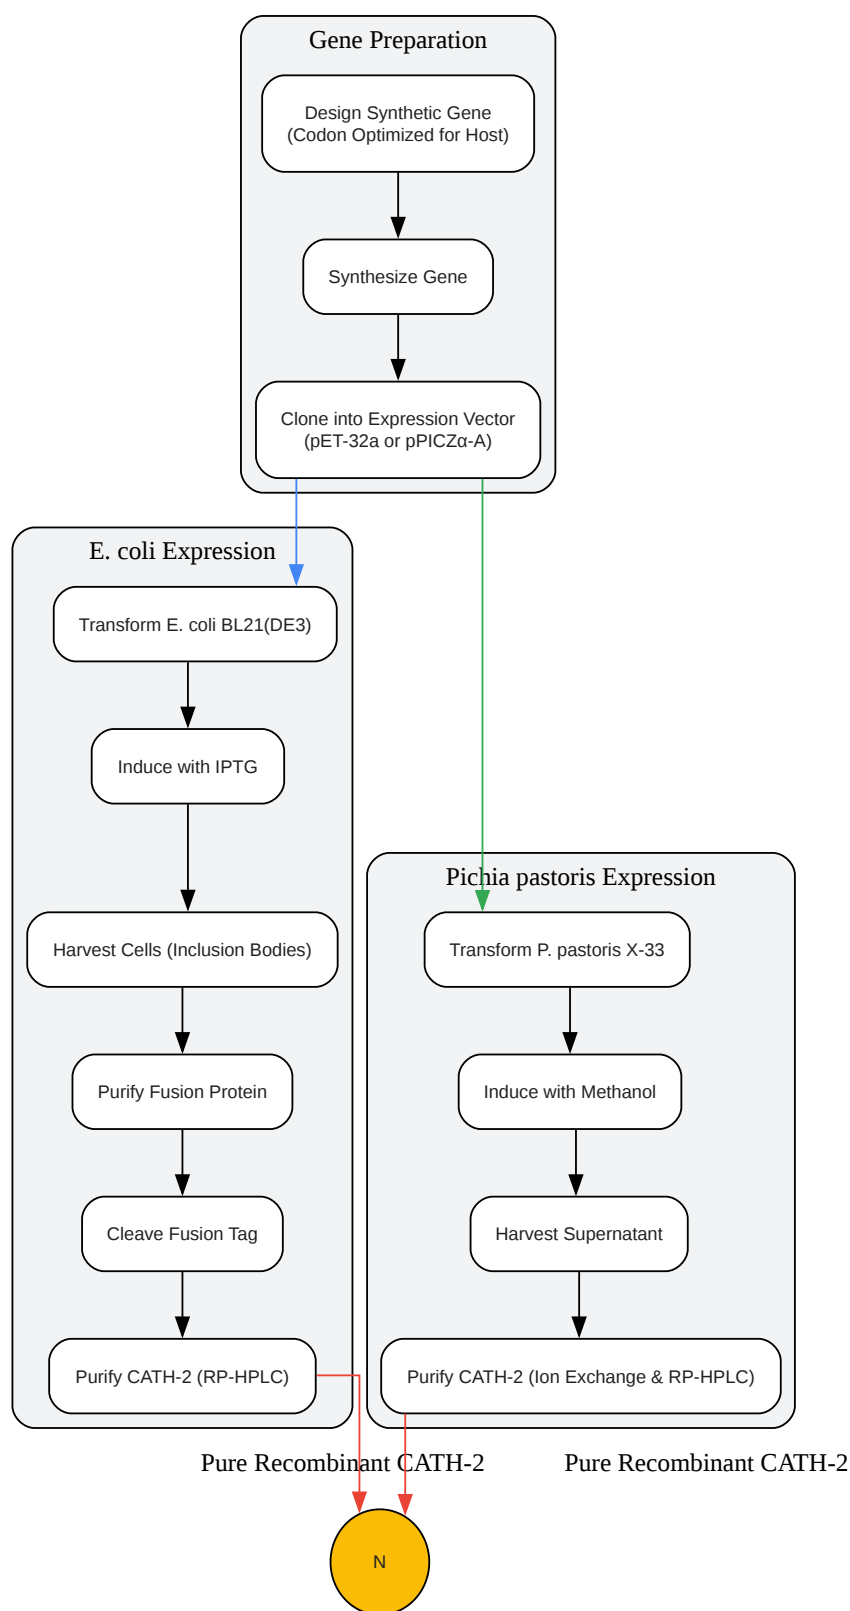 Gene Preparation
Design Synthetic Gene
(Codon Optimized for Host)
Synthesize Gene
Clone into Expression Vector
(pET-32a or pPICZα-A)
E. coli Expression
Transform E. coli BL21(DE3)
Induce with IPTG
Harvest Cells (Inclusion Bodies)
Purify Fusion Protein
Cleave Fusion Tag
Purify CATH-2 (RP-HPLC)
Pichia pastoris Expression
Transform P. pastoris X-33
Induce with Methanol
Harvest Supernatant
Purify CATH-2 (Ion Exchange & RP-HPLC)
Pure Recombinant CATH-2
Pure Recombinant CATH-2
N